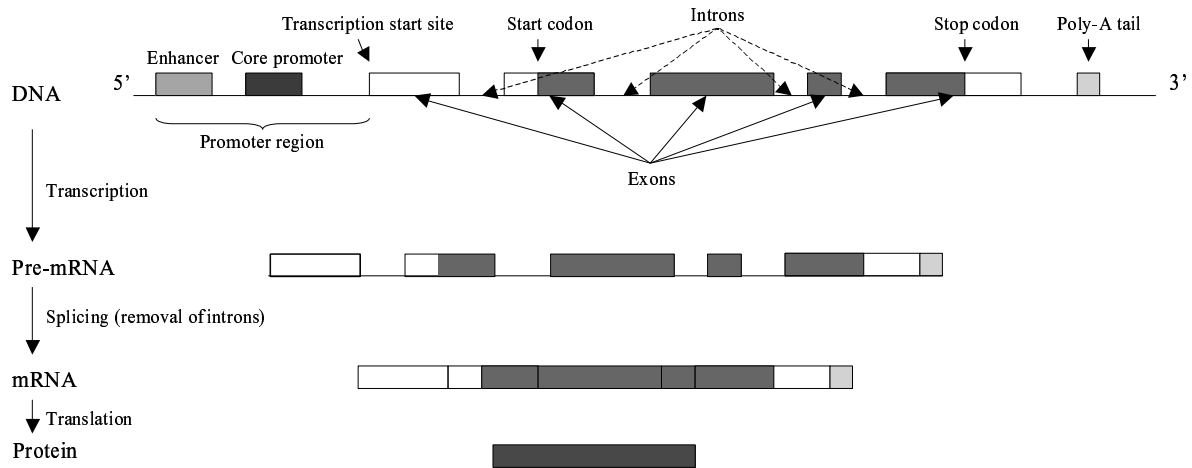 Introns
Transcription start site
Start codon
Stop codon
Poly-A tail
Enhancer
Core promoter
DNA
5’
3’
Promoter region
Exons
Transcription
Pre-mRNA
Splicing (removal of introns)
mRNA
Translation
Protein